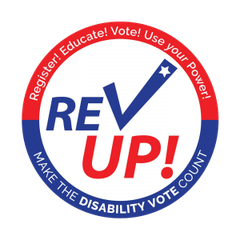 Register! Educate! Vote! Use your Power!
REV
UP!
MAKE THE DISABILITY VOTE COUNT